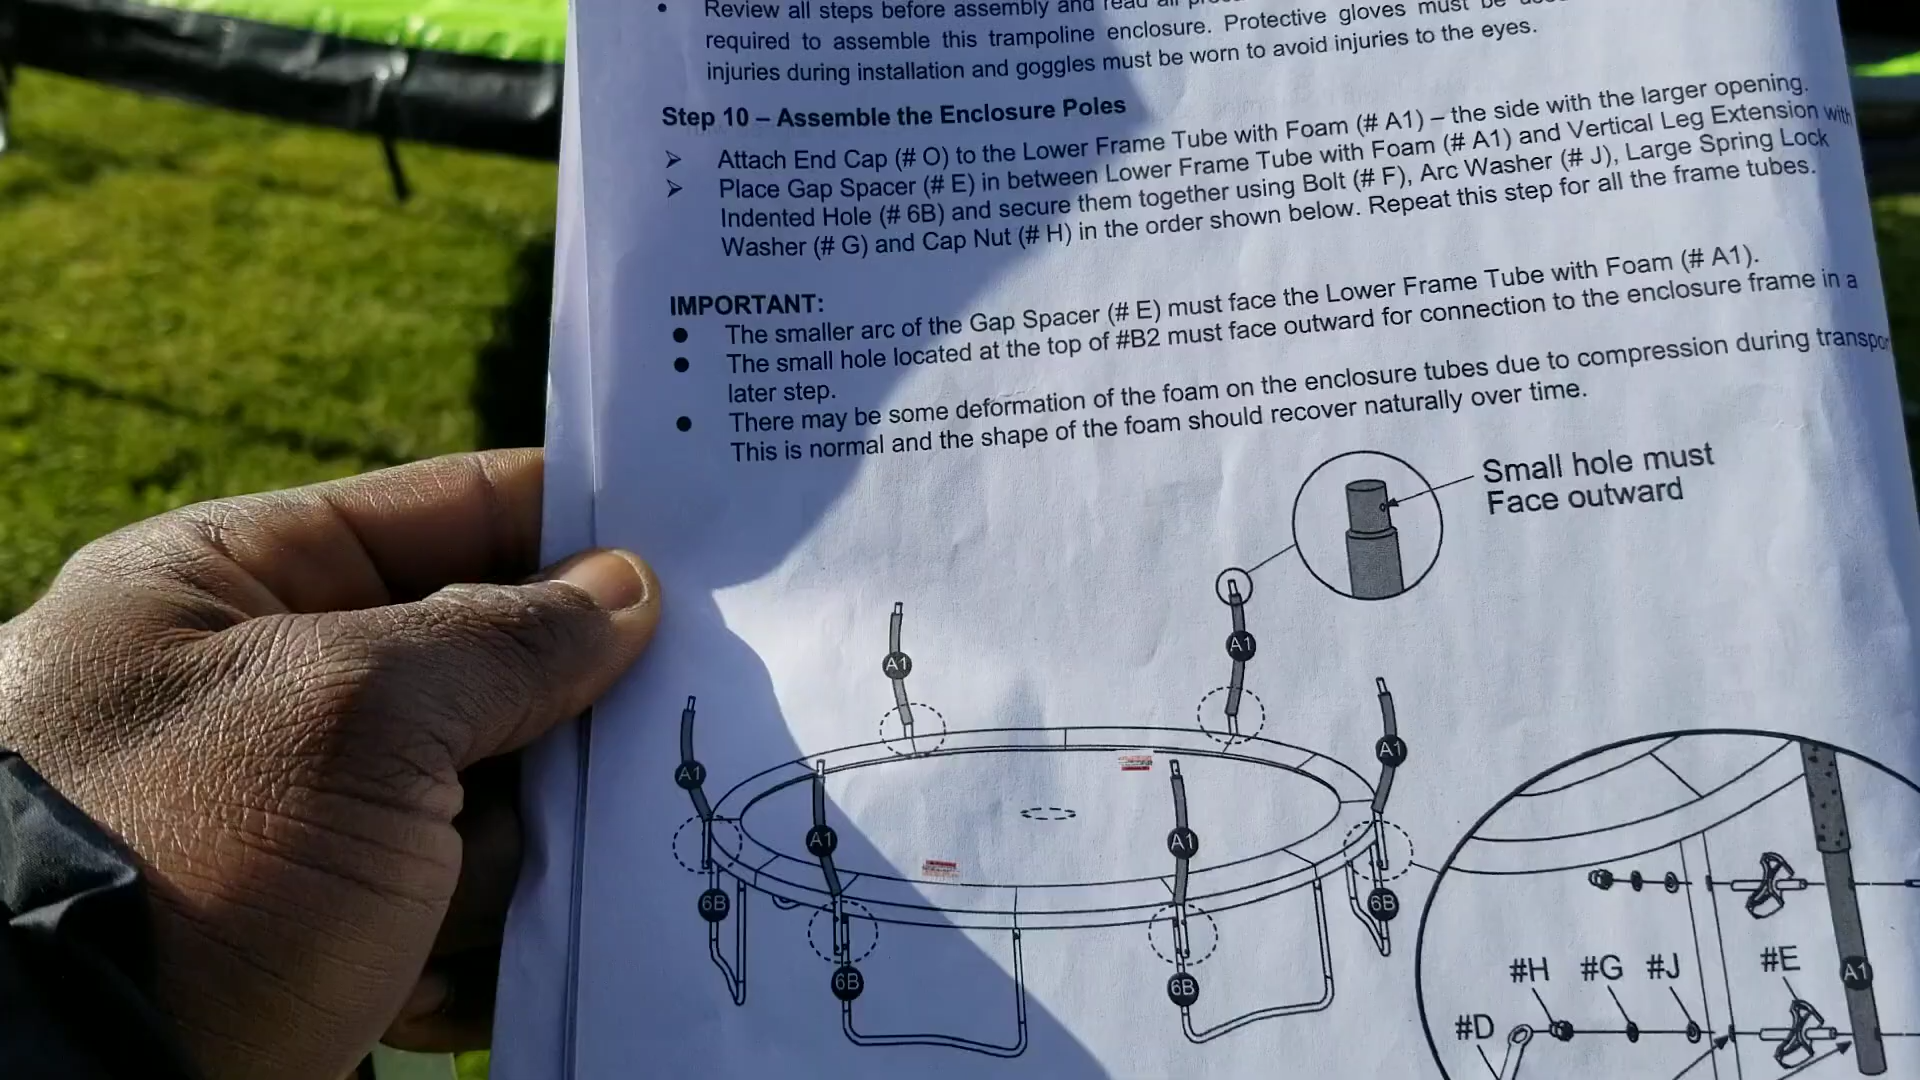 Review all steps before assembly and read all
required to assemble this trampoline enclosure. Protective gloves must be
injuries during installation and goggles must be worn to avoid injuries to the eyes.
Step 10 – Assemble the Enclosure Poles
Attach End Cap (# O) to the Lower Frame Tube with Foam (# A1) – the side with the larger opening.
Place Gap Spacer (# E) in between Lower Frame Tube with Foam (# A1) and Vertical Leg Extension with
Indented Hole (# 6B) and secure them together using Bolt (# F), Arc Washer (# J), Large Spring Lock
Washer (# G) and Cap Nut (# H) in the order shown below. Repeat this step for all the frame tubes.
IMPORTANT:
The smaller arc of the Gap Spacer (# E) must face the Lower Frame Tube with Foam (# A1).
The small hole located at the top of #B2 must face outward for connection to the enclosure frame in a
later step.
There may be some deformation of the foam on the enclosure tubes due to compression during transpor
This is normal and the shape of the foam should recover naturally over time.
Small hole must
Face outward
A1
A1
A1
A1
A1
A1
6B
6B
6B
6B
#H #G #J #E
A1
#D